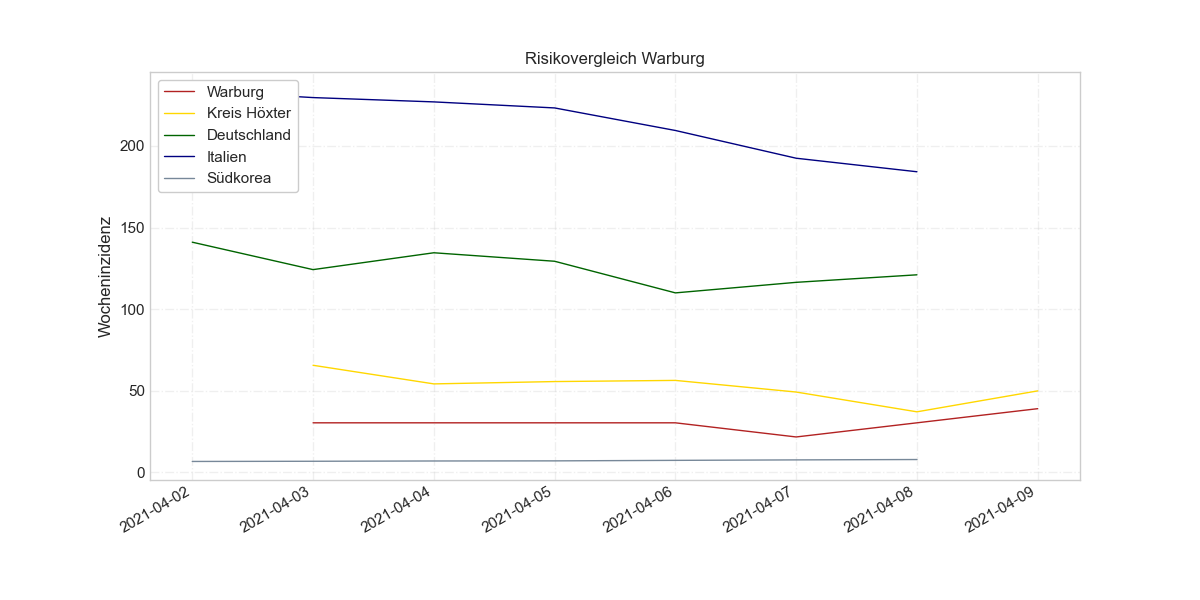 Risikovergleich Warburg
Warburg
Kreis Höxter
Deutschland
Italien
Südkorea
Wocheninzidenz
200
150
100
50
0
2021-04-02
2021-04-03
2021-04-04
2021-04-05
2021-04-06
2021-04-07
2021-04-08
2021-04-09